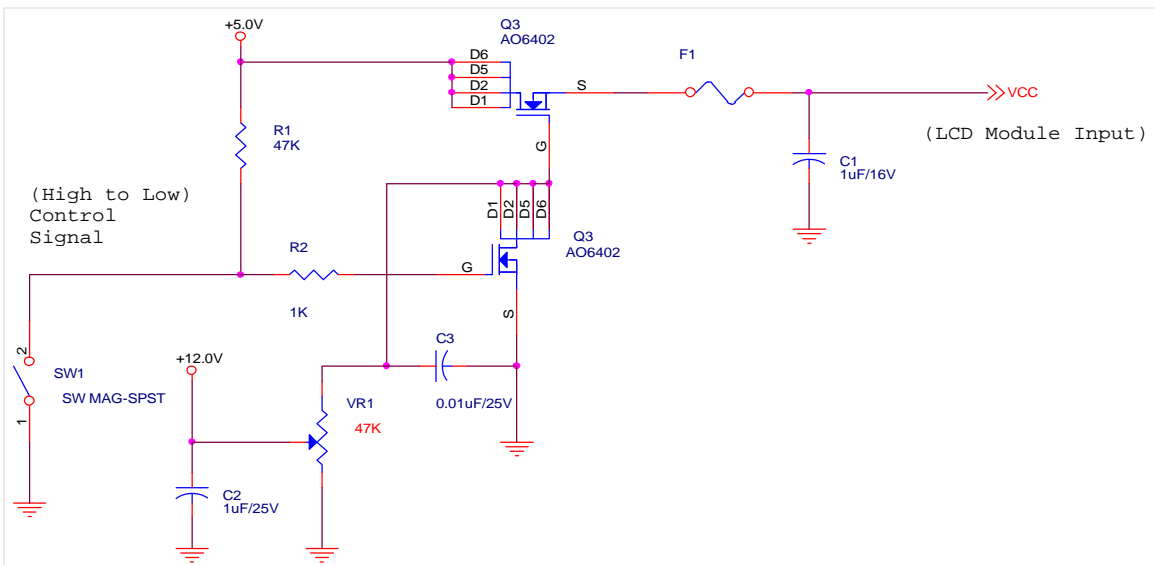 +5.0V
Q3
AO6402
D6
D5
D2
D1
S
G
F1
VCC
(LCD Module Input)
C1
1uF/16V
R1
47K
(High to Low)
Control
Signal
R2
1K
D1
D2
D5
D6
Q3
AO6402
G
S
C3
0.01uF/25V
2
SW1
SW MAG-SPST
1
+12.0V
VR1
47K
C2
1uF/25V